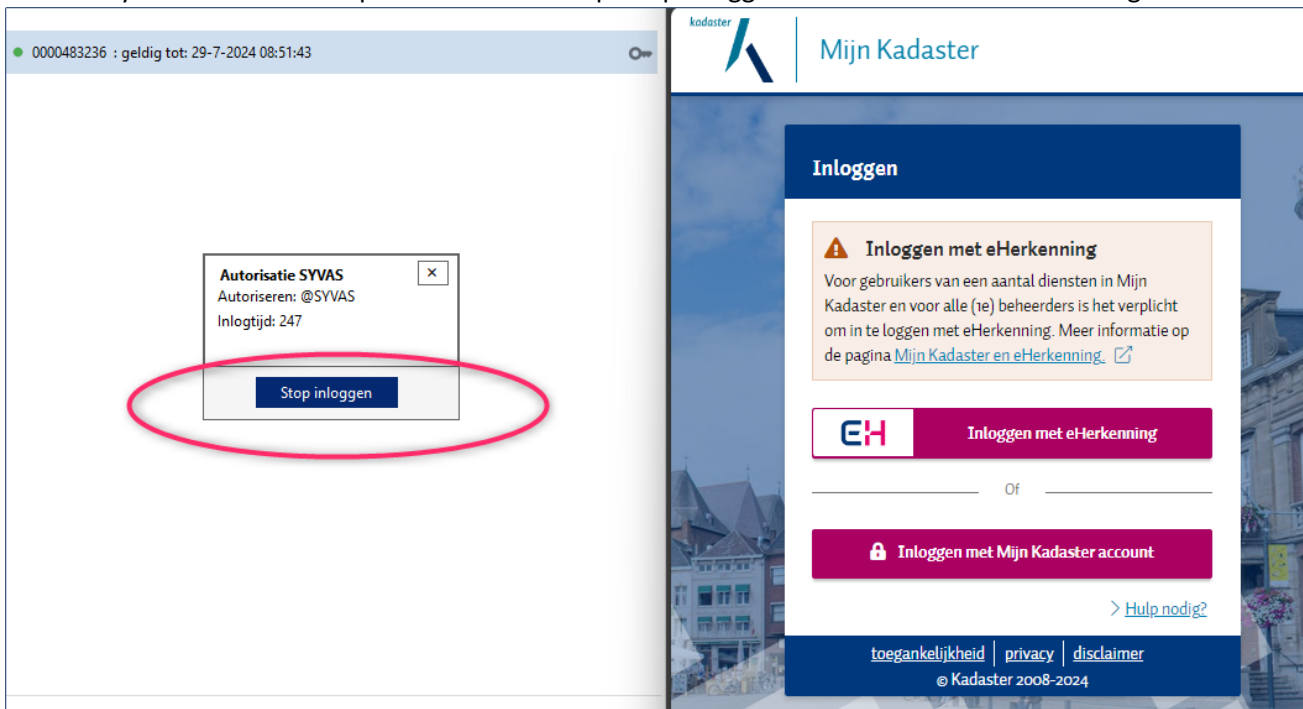 0000483236 : geldig tot: 29-7-2024 08:51:43
Autorisatie SYVAS
Autoriseren: @SYVAS
Inlogtijd: 247
Stop inloggen
kadaster
Mijn Kadaster
Inloggen
Inloggen met eHerkenning
Voor gebruikers van een aantal diensten in Mijn
Kadaster en voor alle (1e) beheerders is het verplicht
om in te loggen met eHerkenning. Meer informatie op
de pagina Mijn Kadaster en eHerkenning.
EH Inloggen met eHerkenning
Of
Inloggen met Mijn Kadaster account
> Hulp nodig?
toegankelijkheid | privacy | disclaimer
© Kadaster 2008-2024